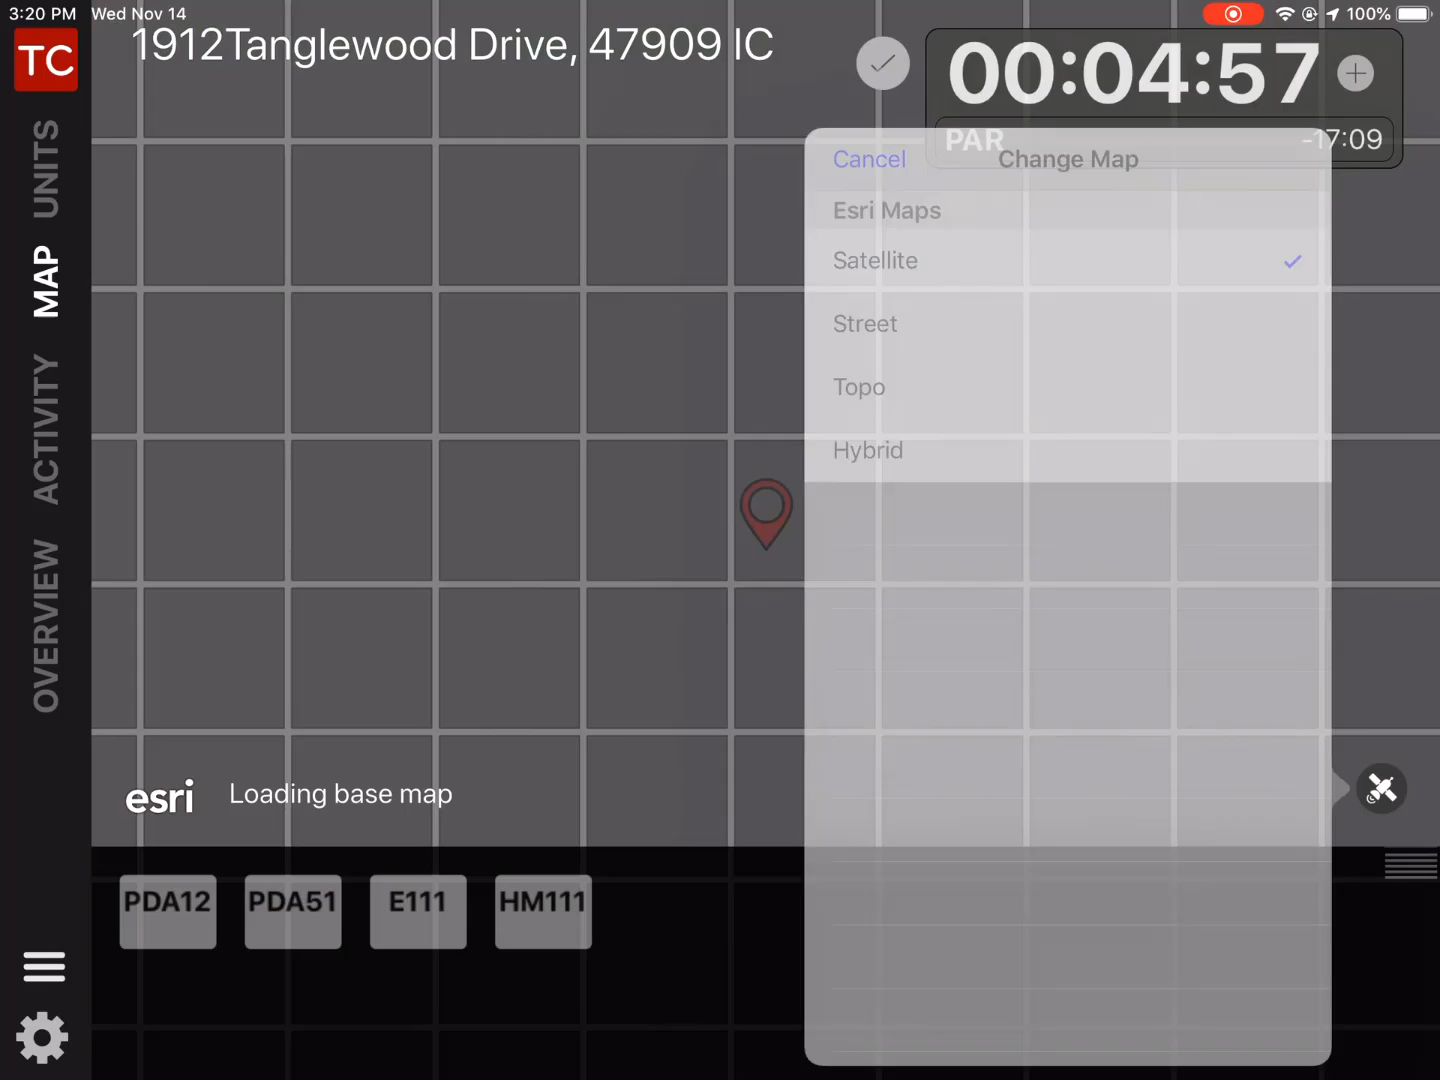 3:20 PM Wed Nov 14
100%
TC
1912Tanglewood Drive, 47909 IC
00:04:57
PAR
-17:09
Cancel
Change Map
Esri Maps
Satellite
Street
Topo
Hybrid
UNITS
MAP
ACTIVITY
OVERVIEW
esri
Loading base map
PDA12
PDA51
E111
HM111